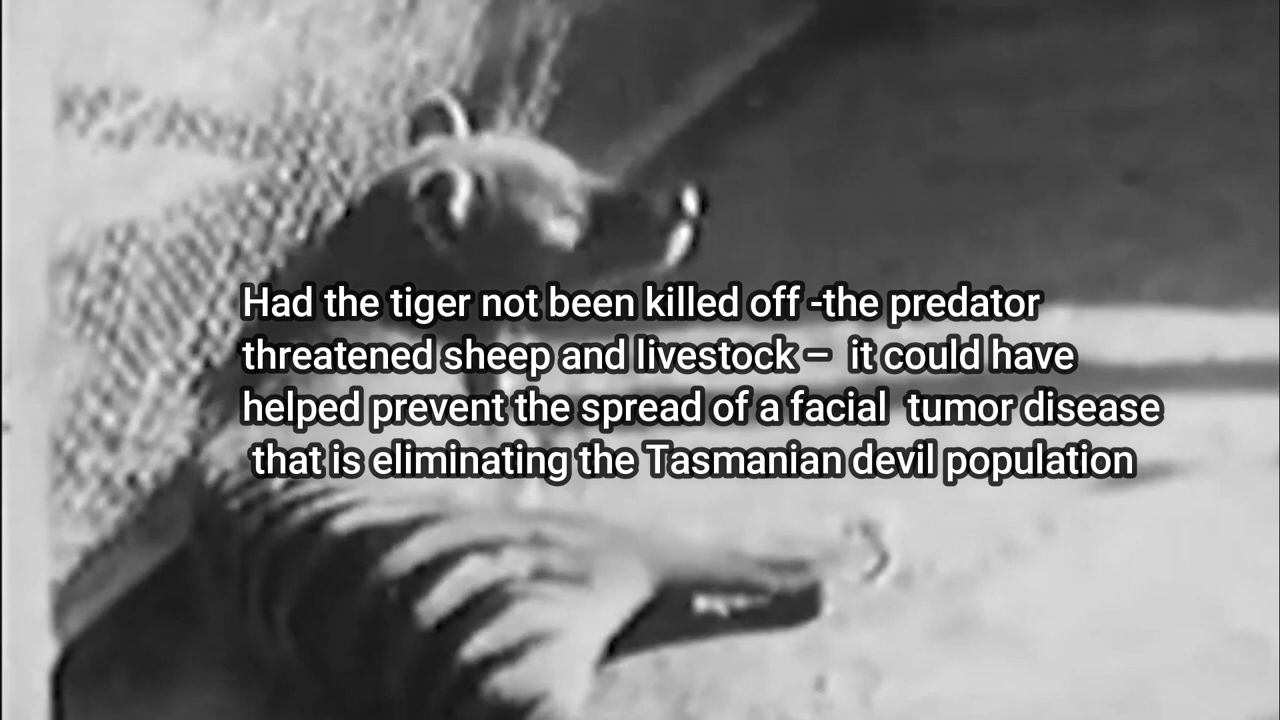 Had the tiger not been killed off -the predator
threatened sheep and livestock –  it could have
helped prevent the spread of a facial  tumor disease
that is eliminating the Tasmanian devil population